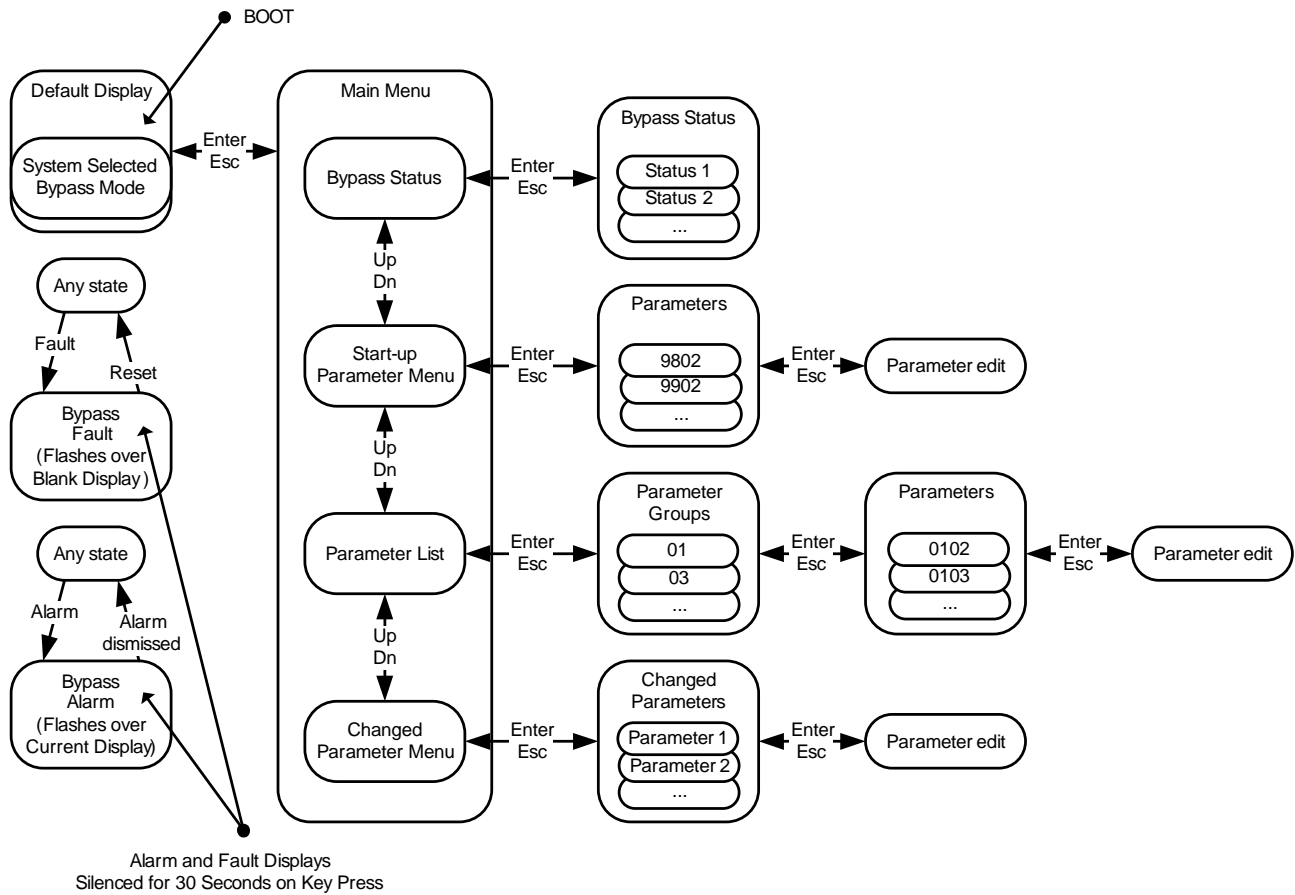 BOOT
Default Display
System Selected
Bypass Mode
Enter
Esc
Any state
Fault
Reset
Bypass
Fault
(Flashes over
Blank Display)
Any state
Alarm
Alarm
dismissed
Bypass
Alarm
(Flashes over
Current Display)
Alarm and Fault Displays
Silenced for 30 Seconds on Key Press
Main Menu
Bypass Status
Up
Dn
Start-up
Parameter Menu
Up
Dn
Parameter List
Up
Dn
Changed
Parameter Menu
Enter
Esc
Bypass Status
Status 1
Status 2
...
Enter
Esc
Parameters
9802
9902
...
Enter
Esc
Parameter edit
Enter
Esc
Parameter
Groups
01
03
...
Enter
Esc
Parameters
0102
0103
...
Enter
Esc
Parameter edit
Enter
Esc
Changed
Parameters
Parameter 1
Parameter 2
...
Enter
Esc
Parameter edit